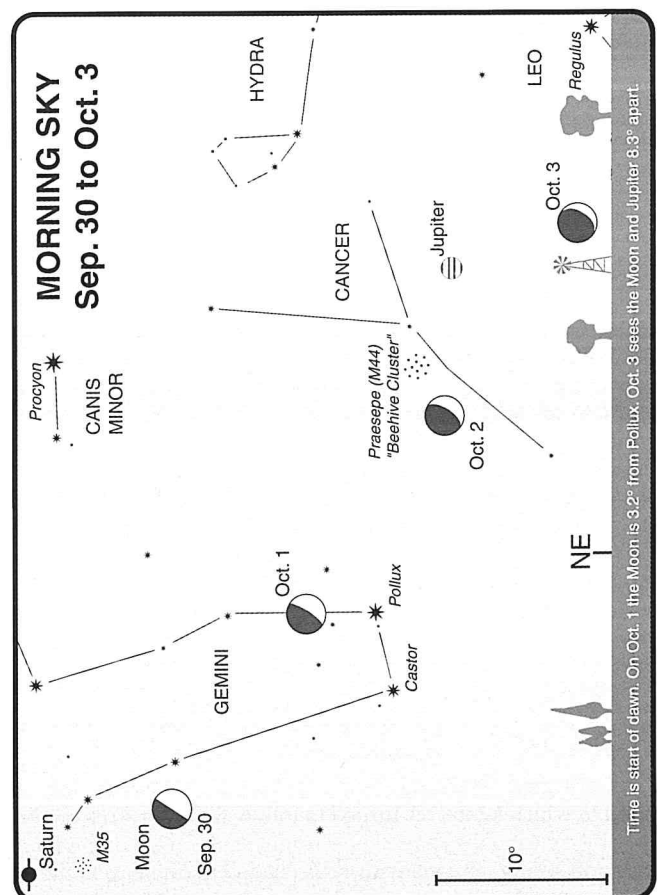 MORNING SKY
Sep. 30 to Oct. 3
Saturn
M35
Moon
Sep. 30
GEMINI
Castor
Pollux
Oct. 1
Procyon
CANIS
MINOR
Praesepe (M44)
"Beehive Cluster"
Oct. 2
CANCER
Jupiter
HYDRA
LEO
Regulus
Oct. 3
10°
NE
Time is start of dawn. On Oct. 1 the Moon is 3.2° from Pollux. Oct. 3 sees the Moon and Jupiter 8.3° apart.